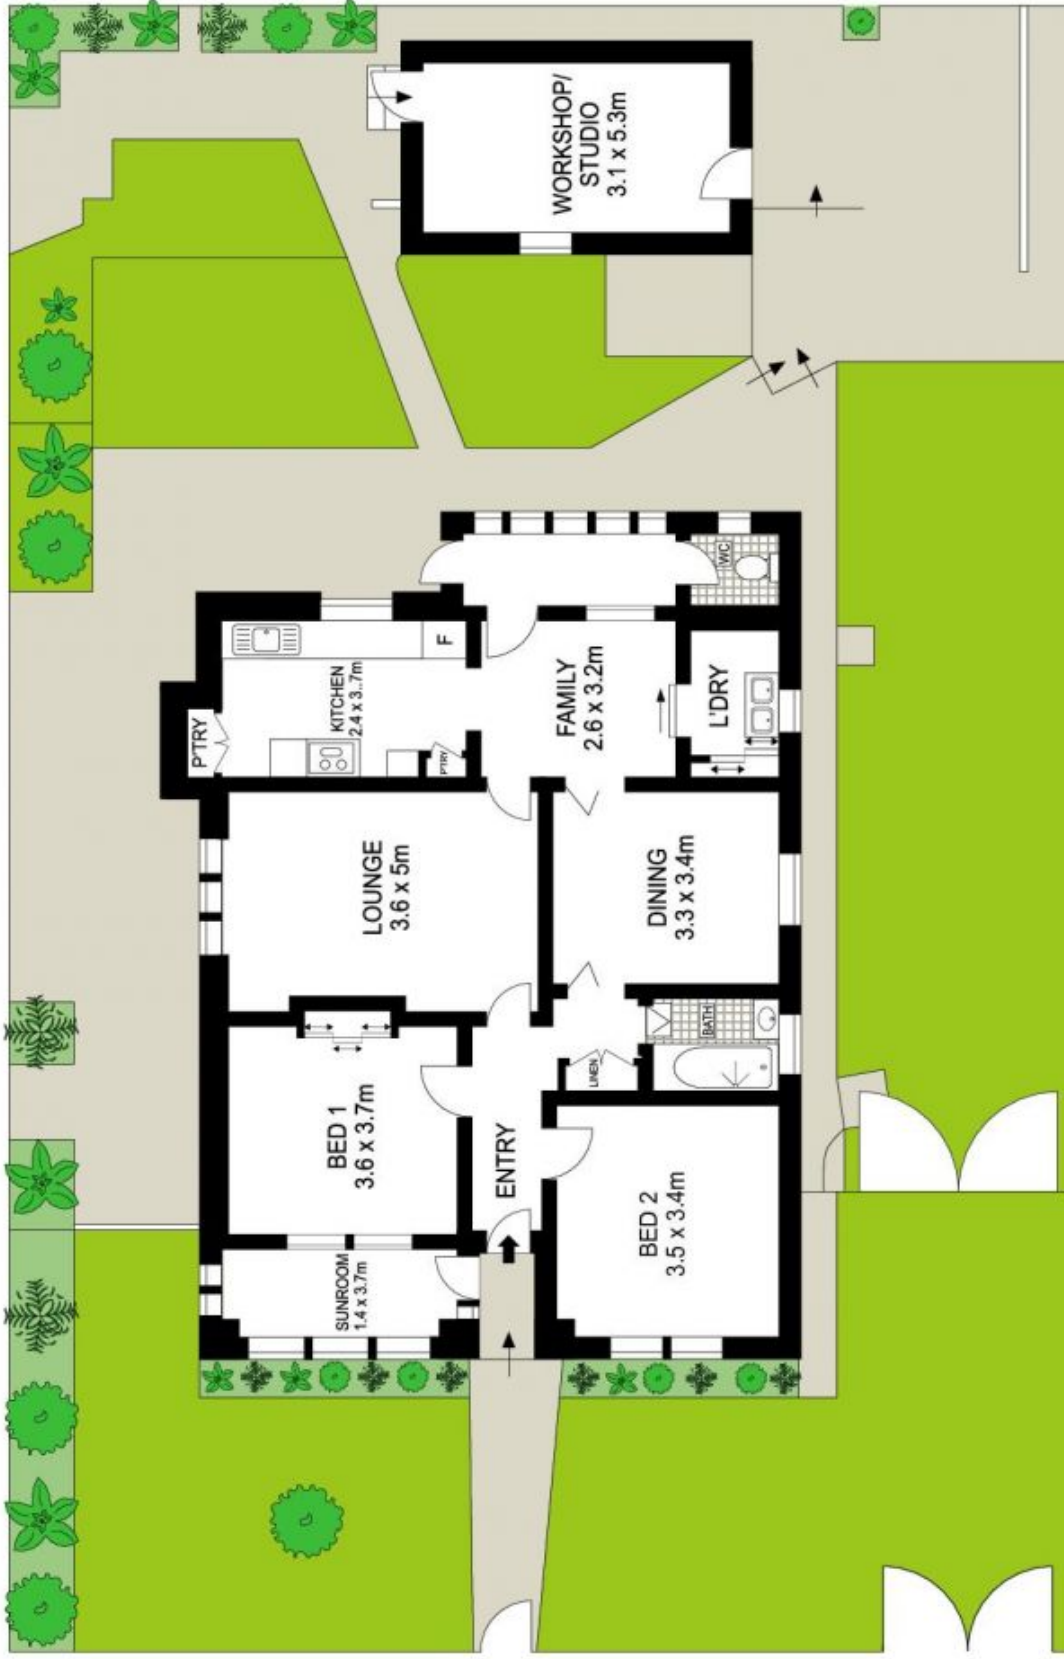 WORKSHOP/
STUDIO
3.1 x 5.3m
WC
F
KITCHEN
2.4 x 3..7m
P'TRY
P'TRY
FAMILY
2.6 x 3.2m
L'DRY
LOUNGE
3.6 x 5m
DINING
3.3 x 3.4m
BATH
LINEN
BED 1
3.6 x 3.7m
ENTRY
BED 2
3.5 x 3.4m
SUNROOM
1.4 x 3.7m